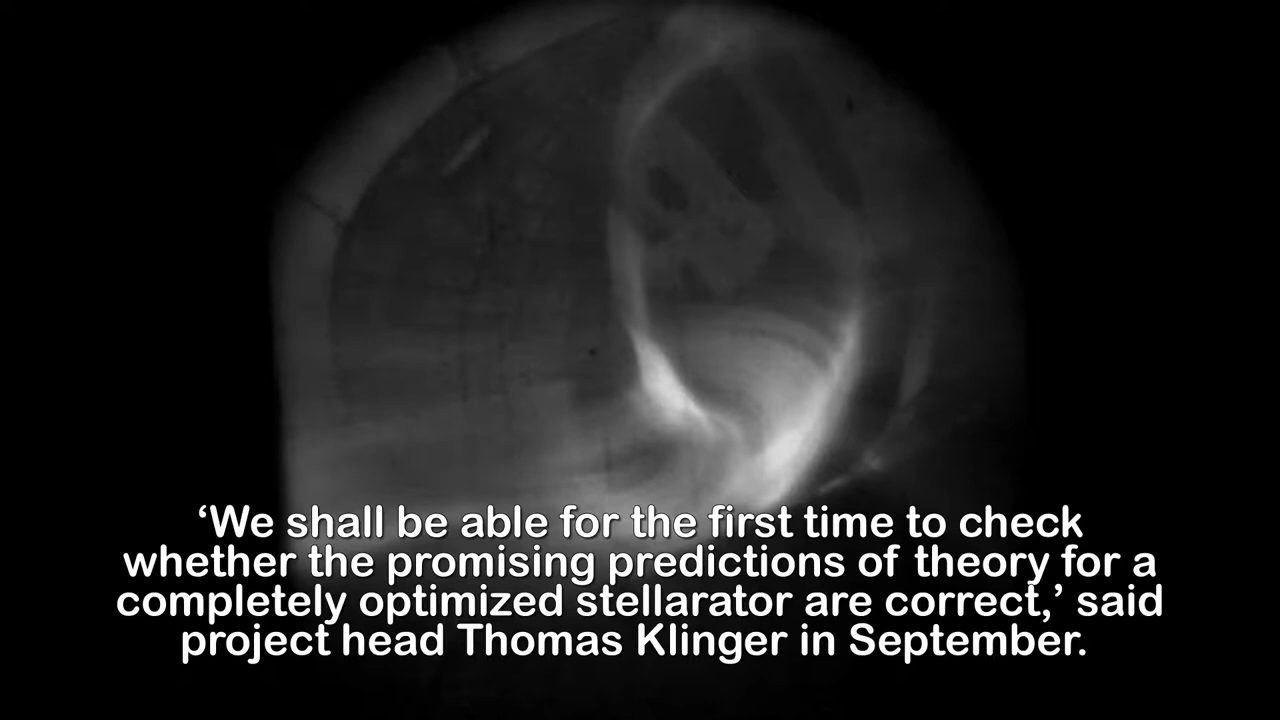 ‘We shall be able for the first time to check
whether the promising predictions of theory for a
completely optimized stellarator are correct,’ said
project head Thomas Klinger in September.